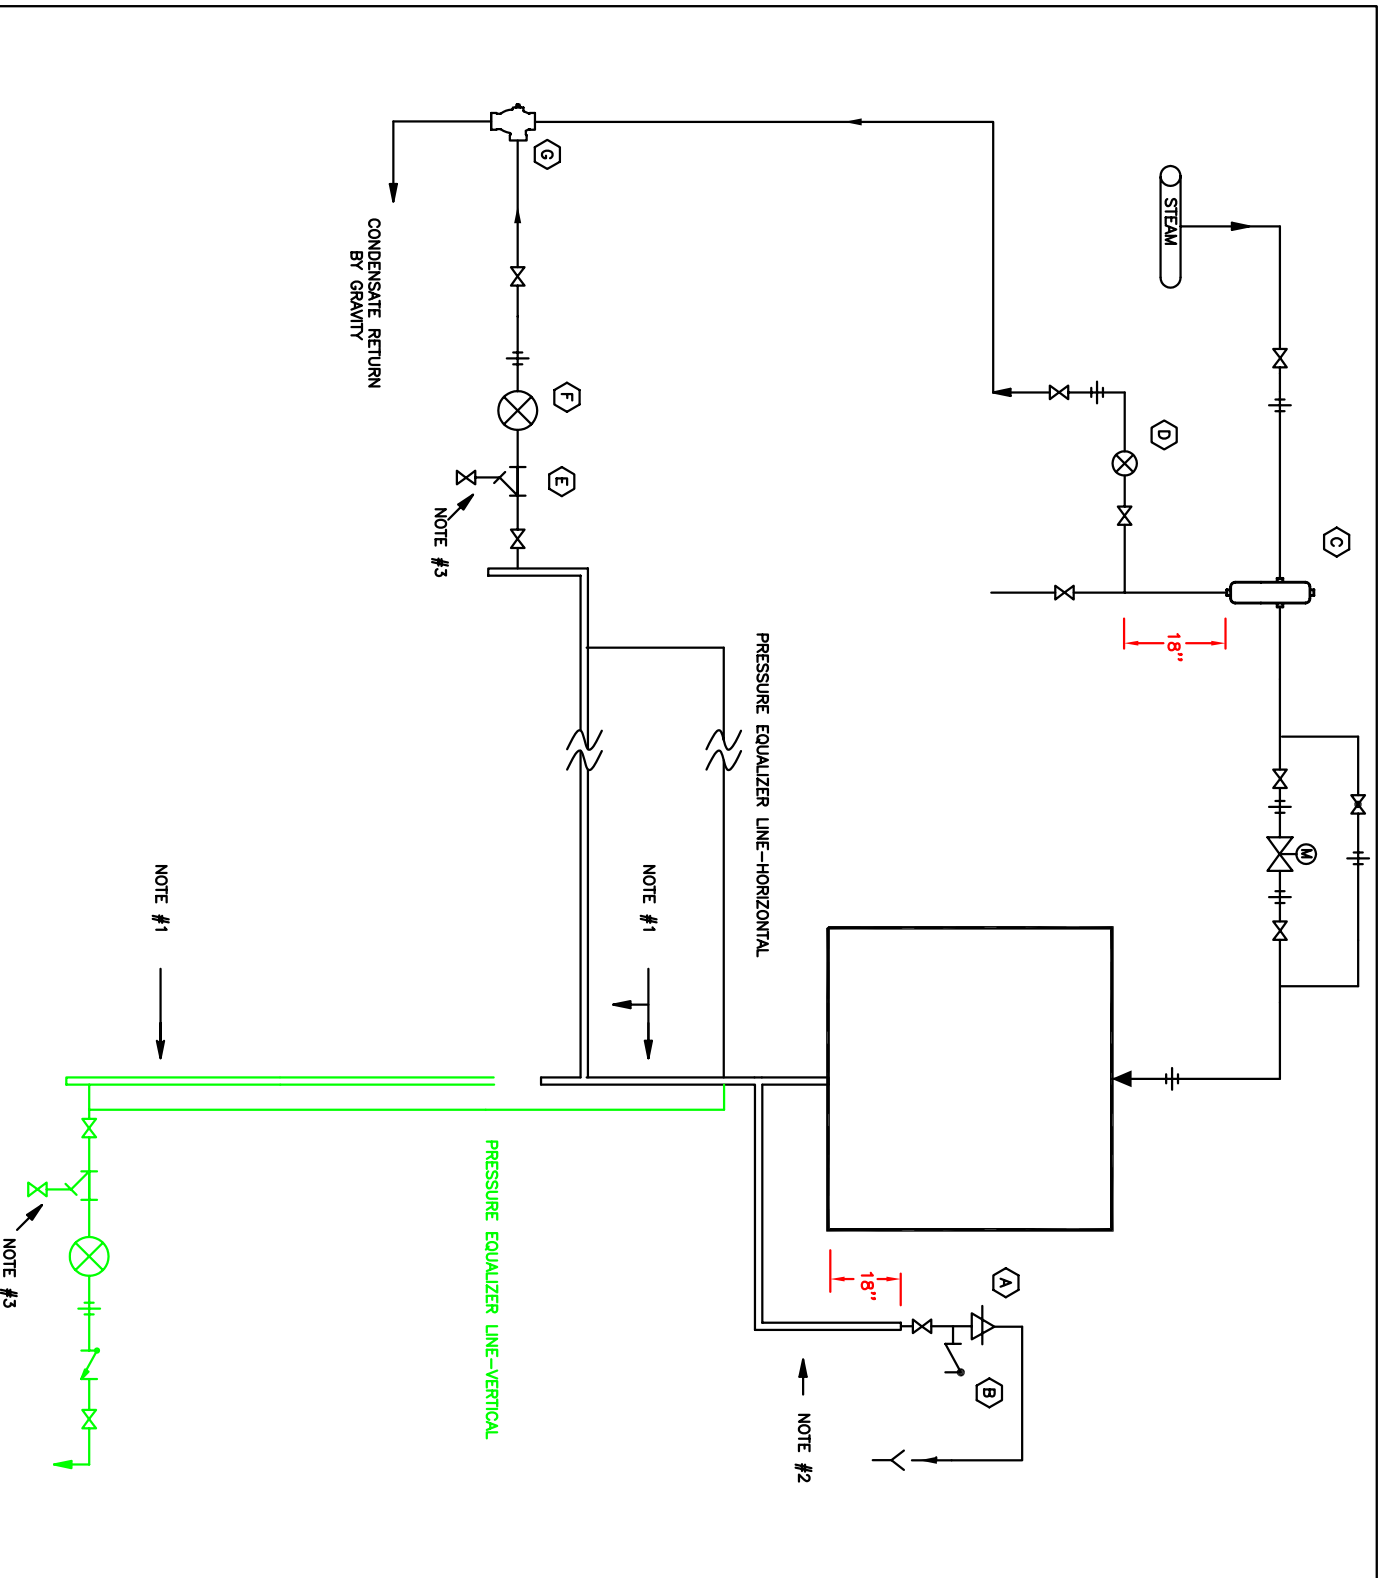 STEAM
C
18"
D
M
G
F
E
NOTE #3
CONDENSATE RETURN
BY GRAVITY
PRESSURE EQUALIZER LINE-HORIZONTAL
NOTE #1
A
B
18"
NOTE #2
NOTE #1
PRESSURE EQUALIZER LINE-VERTICAL
NOTE #3